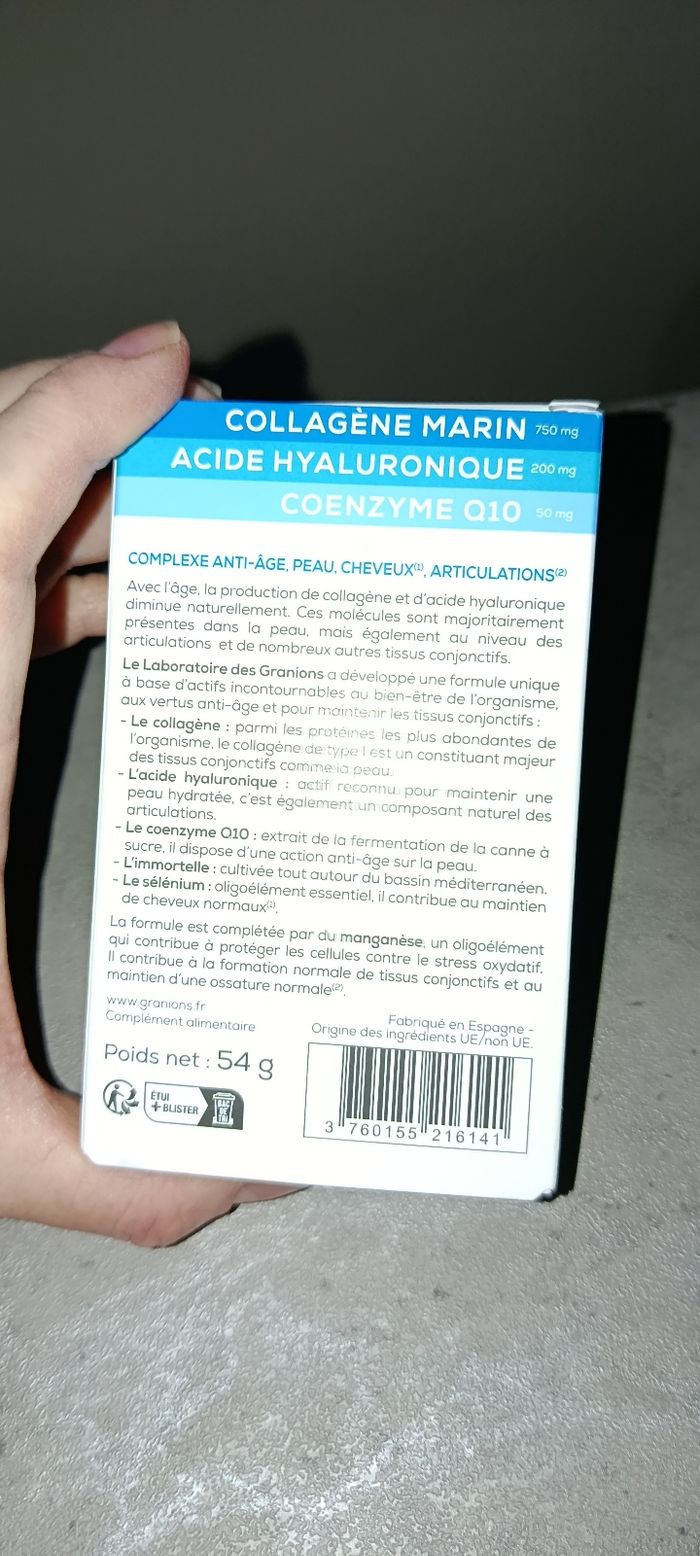 COLLAGÈNE MARIN 750 mg
ACIDE HYALURONIQUE 200 mg
COENZYME Q10 50 mg
COMPLEXE ANTI-ÂGE, PEAU, CHEVEUX⁽¹⁾, ARTICULATIONS⁽²⁾
Avec l'âge, la production de collagène et d'acide hyaluronique
diminue naturellement. Ces molécules sont majoritairement
présentes dans la peau, mais également au niveau des
articulations et de nombreux autres tissus conjonctifs.
Le Laboratoire des Granions a développé une formule unique
à base d'actifs incontournables au bien-être de l'organisme,
aux vertus anti-âge et pour maintenir les tissus conjonctifs :
- Le collagène : parmi les protéines les plus abondantes de
l'organisme, le collagène de type I est un constituant majeur
des tissus conjonctifs comme la peau.
- L'acide hyaluronique : actif reconnu pour maintenir une
peau hydratée, c'est également un composant naturel des
articulations.
- Le coenzyme Q10 : extrait de la fermentation de la canne à
sucre, il dispose d'une action anti-âge sur la peau.
- L'immortelle : cultivée tout autour du bassin méditerranéen.
- Le sélénium : oligoélément essentiel, il contribue au maintien
de cheveux normaux⁽¹⁾.
La formule est complétée par du manganèse, un oligoélément
qui contribue à protéger les cellules contre le stress oxydatif.
Il contribue à la formation normale de tissus conjonctifs et au
maintien d'une ossature normale⁽²⁾.
www.granions.fr
Complément alimentaire
Fabriqué en Espagne -
Origine des ingrédients UE/non UE.
Poids net : 54 g
ÉTUI
+ BLISTER
BAC
DE
TRI
3 760155 216141